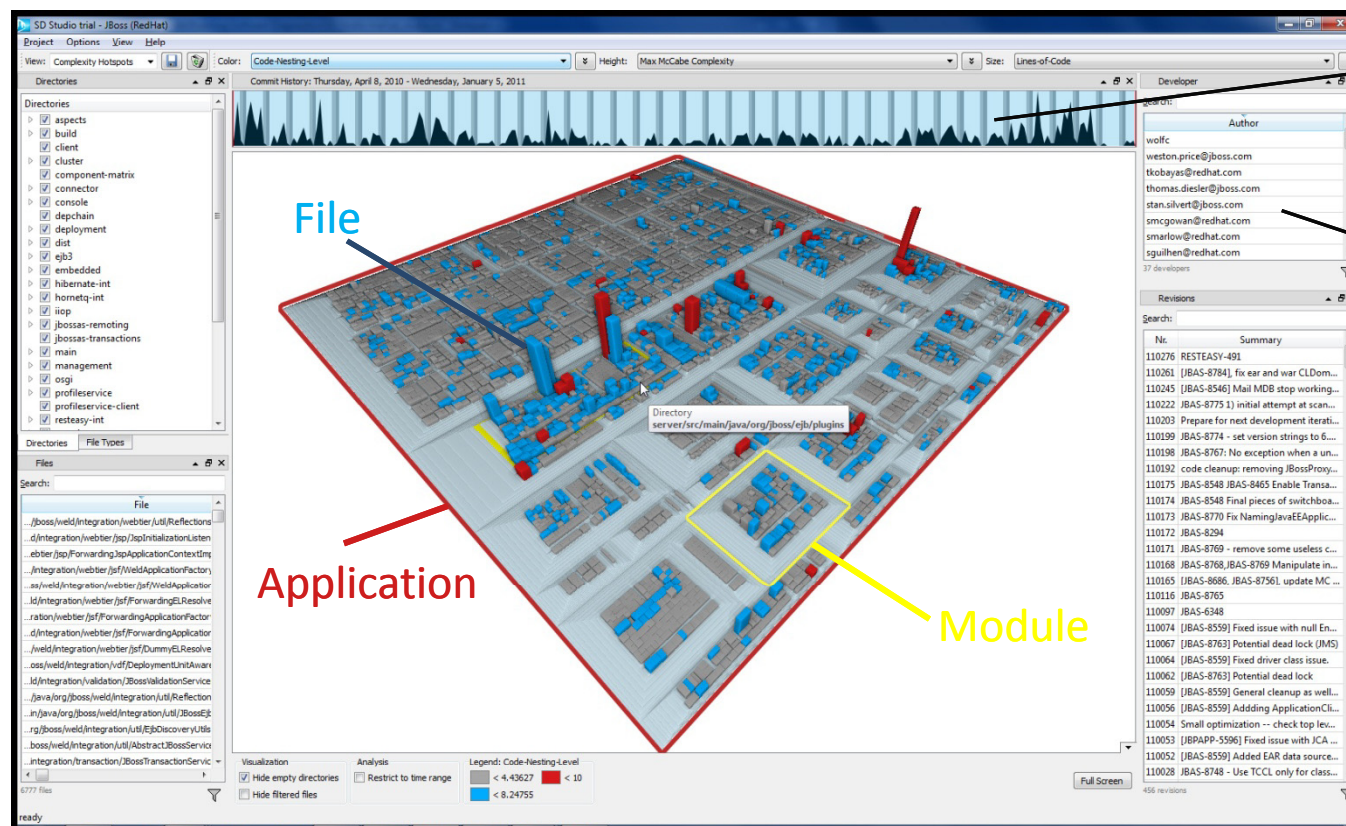 SD Studio trial - JBoss (RedHat)
Project Options View Help
View: Complexity Hotspots Color: Code-Nesting-Level Height: Max McCabe Complexity Size: Lines-of-Code
Directories
Directories
aspects
build
client
cluster
component-matrix
connector
console
depchain
deployment
dist
ejb3
embedded
hibernate-int
hornetq-int
iiop
jbossas-remoting
jbossas-transactions
main
management
osgi
profileservice
profileservice-client
resteasy-int
Directories File Types
Files
Search:
File
.../jboss/weld/integration/webtier/util/Reflections
...d/integration/webtier/jsp/JspInitializationListen
...ebtier/jsp/ForwardingJspApplicationContextImp
.../integration/webtier/jsf/WeldApplicationFactory
...ss/weld/integration/webtier/jsf/WeldApplication
...ld/integration/webtier/jsf/ForwardingELResolve
...ration/webtier/jsf/ForwardingApplicationFactor
...d/integration/webtier/jsf/ForwardingApplication
.../weld/integration/webtier/jsf/DummyELResolve
...oss/weld/integration/vdf/DeploymentUnitAware
...ld/integration/validation/JBossValidationService
.../java/org/jboss/weld/integration/util/Reflection
...in/java/org/jboss/weld/integration/util/JBossEjb
...rg/jboss/weld/integration/util/EjbDiscoveryUtils
...boss/weld/integration/util/AbstractJBossService
...integration/transaction/JBossTransactionServic
6777 files
ready
Commit History: Thursday, April 8, 2010 - Wednesday, January 5, 2011
File
Directory
server/src/main/java/org/jboss/ejb/plugins
Application
Module
Visualization
Hide empty directories
Hide filtered files
Analysis
Restrict to time range
Legend: Code-Nesting-Level
< 4.43627 < 10
< 8.24755
Full Screen
Developer
Search:
Author
wolfc
weston.price@jboss.com
tkobayas@redhat.com
thomas.diesler@jboss.com
stan.silvert@jboss.com
smcgowan@redhat.com
smarlow@redhat.com
sguilhen@redhat.com
37 developers
Revisions
Search:
Nr. Summary
110276 RESTEASY-491
110261 [JBAS-8784], fix ear and war CLDom...
110245 [JBAS-8546] Mail MDB stop working...
110222 JBAS-8775 1) initial attempt at scan...
110203 Prepare for next development iterati...
110199 JBAS-8774 - set version strings to 6....
110198 JBAS-8767: No exception when a un...
110192 code cleanup: removing JBossProxy...
110175 JBAS-8548 JBAS-8465 Enable Transa...
110174 JBAS-8548 Final pieces of switchboa...
110173 JBAS-8770 Fix NamingJavaEEApplic...
110172 JBAS-8294
110171 JBAS-8769 - remove some useless c...
110168 JBAS-8768,JBAS-8769 Manipulate in...
110165 [JBAS-8686, JBAS-8756], update MC ...
110116 JBAS-8765
110097 JBAS-6348
110074 [JBAS-8559] Fixed issue with null En...
110067 [JBAS-8763] Potential dead lock (JMS)
110064 [JBAS-8559] Fixed driver class issue.
110062 [JBAS-8763] Potential dead lock
110059 [JBAS-8559] General cleanup as well...
110056 [JBAS-8559] Addding ApplicationCli...
110054 Small optimization -- check top lev...
110053 [JBPAPP-5596] Fixed issue with JCA ...
110052 [JBAS-8559] Added EAR data source...
110028 JBAS-8748 - Use TCCL only for class...
456 revisions